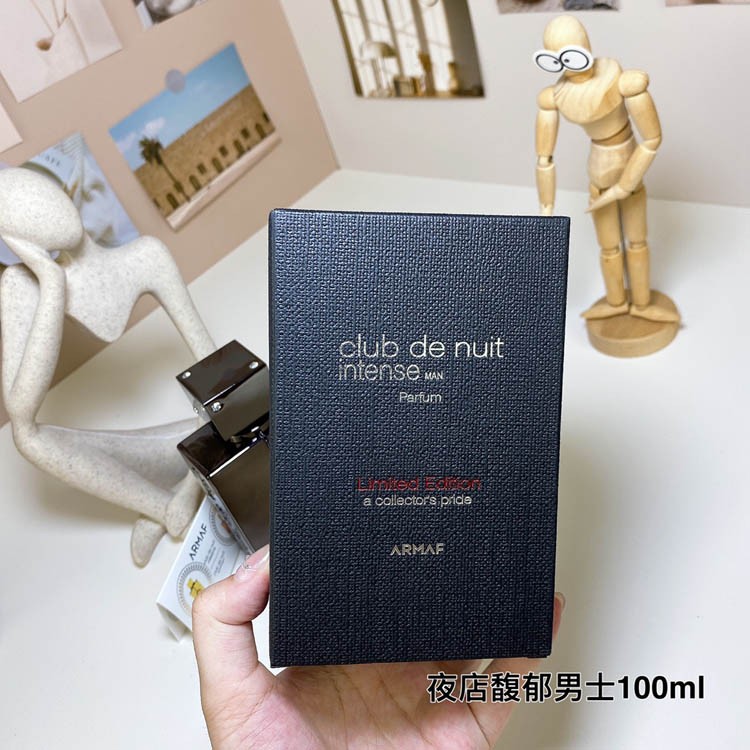 club de nuit
intense MAN
Parfum
Limited Edition
a collector's pride
ARMAF
ARMAF
夜店馥郁男士100ml